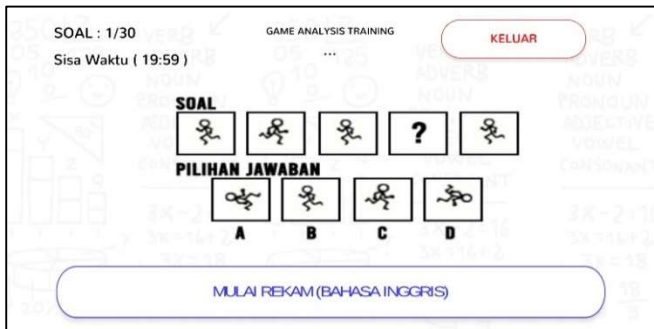 SOAL : 1/30
GAME ANALYSIS TRAINING
...
KELUAR
Sisa Waktu ( 19:59 )
SOAL
?
PILIHAN JAWABAN
A B C D
MULAI REKAM (BAHASA INGGRIS)